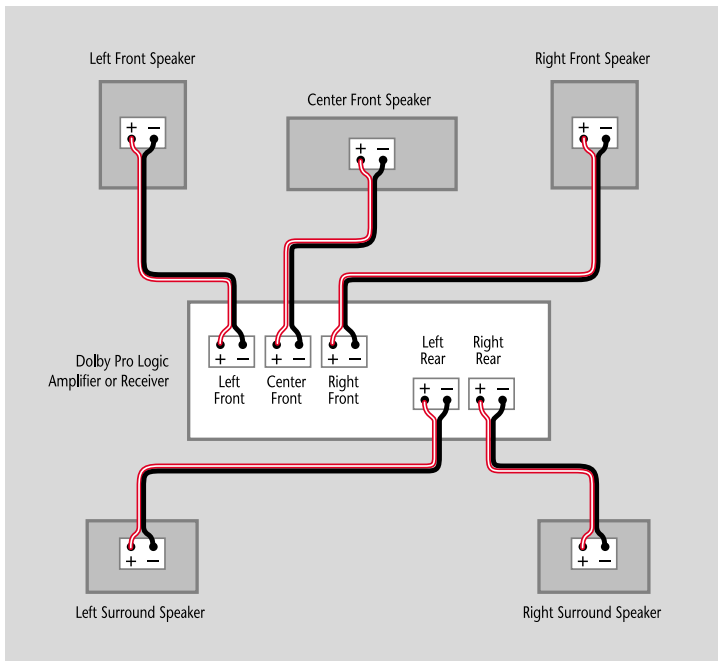 Left Front Speaker
Right Front Speaker
Center Front Speaker
+ −
+ −
+ −
Dolby Pro Logic
Amplifier or Receiver
+ −
+ −
+ −
Left
Front
Center
Front
Right
Front
Left
Rear
Right
Rear
+ −
+ −
+ −
+ −
Left Surround Speaker
Right Surround Speaker